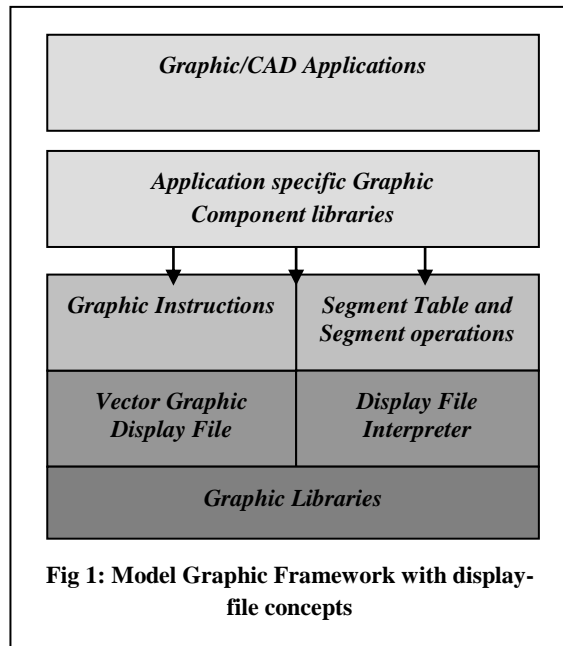 Graphic/CAD Applications
Application specific Graphic
Component libraries
Graphic Instructions
Segment Table and
Segment operations
Vector Graphic
Display File
Display File
Interpreter
Graphic Libraries
Fig 1: Model Graphic Framework with display-
file concepts